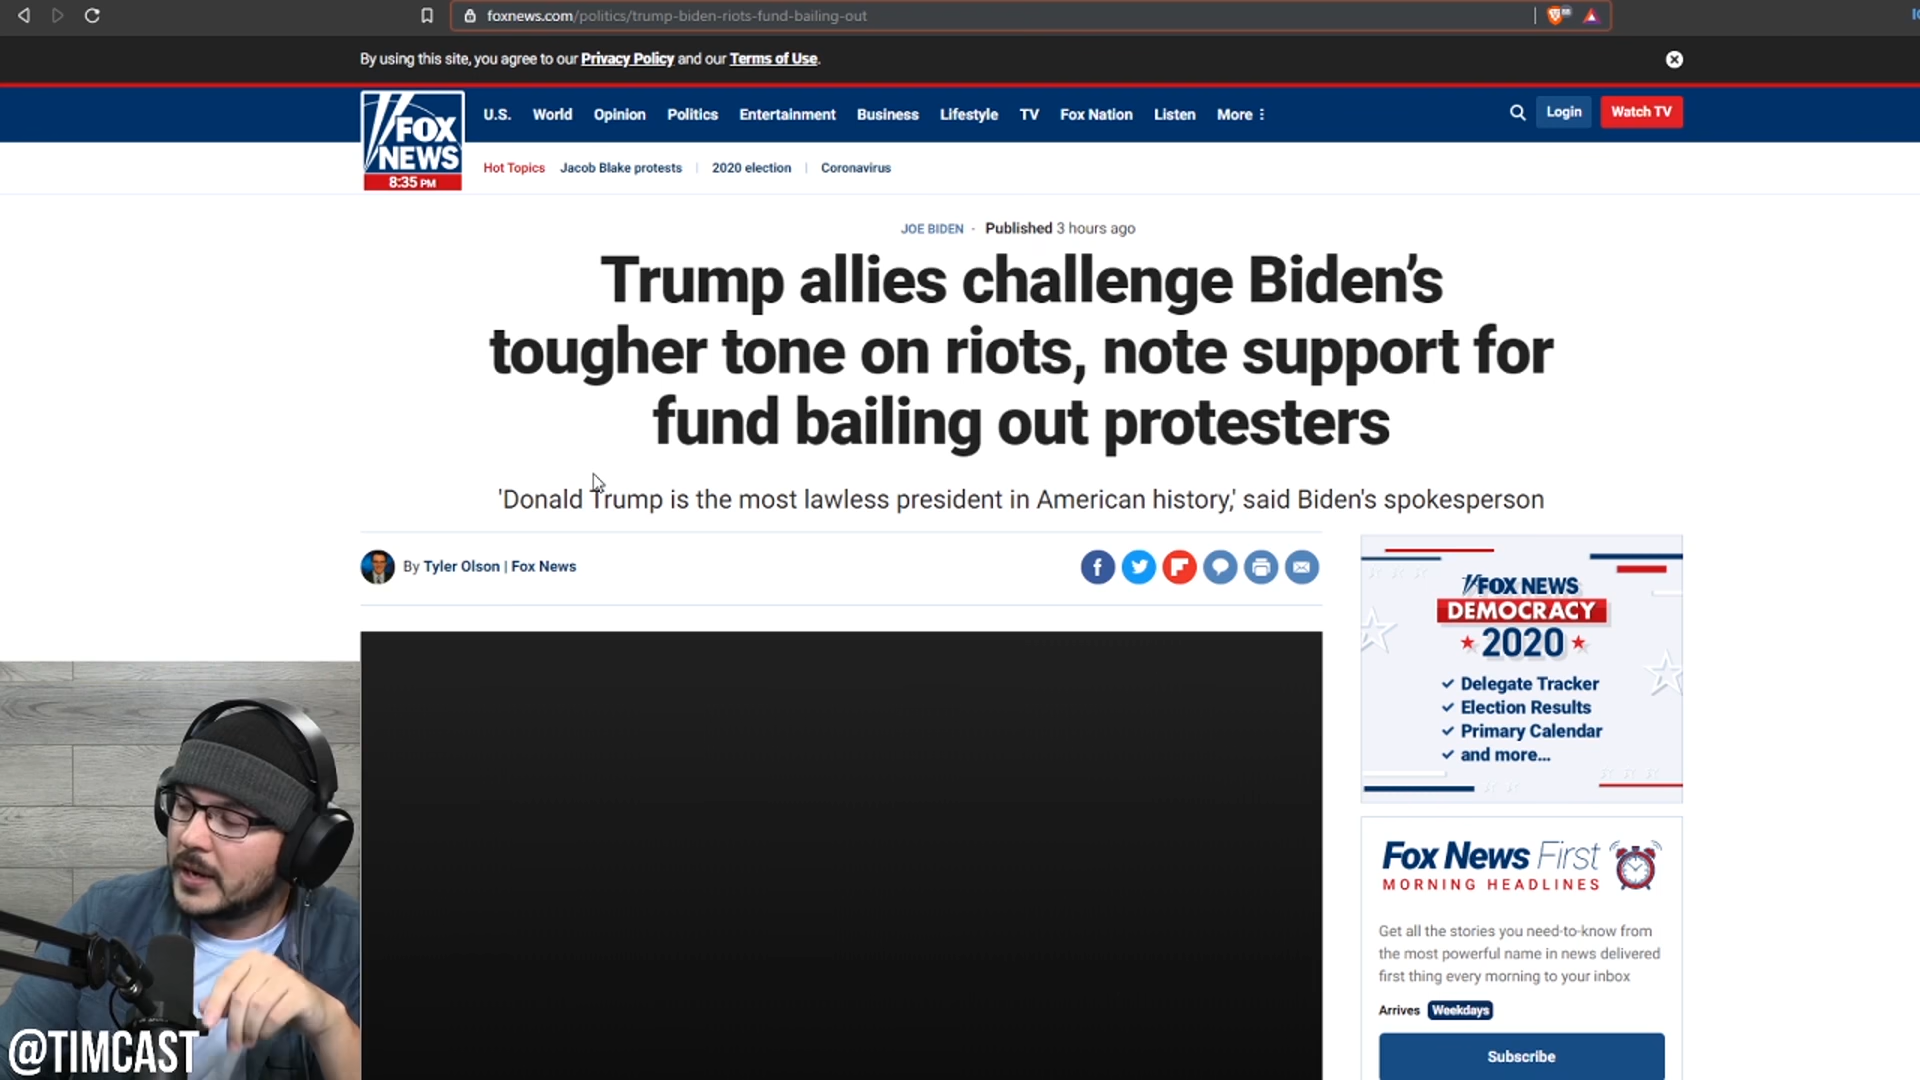 foxnews.com/politics/trump-biden-riots-fund-bailing-out
By using this site, you agree to our Privacy Policy and our Terms of Use.
FOX
NEWS
8:35 PM
U.S. World Opinion Politics Entertainment Business Lifestyle TV Fox Nation Listen More
Login
Watch TV
Hot Topics Jacob Blake protests | 2020 election | Coronavirus
JOE BIDEN - Published 3 hours ago
Trump allies challenge Biden’s
tougher tone on riots, note support for
fund bailing out protesters
'Donald Trump is the most lawless president in American history,' said Biden's spokesperson
By Tyler Olson | Fox News
FOX NEWS
DEMOCRACY
2020
Delegate Tracker
Election Results
Primary Calendar
and more...
Fox News First
MORNING HEADLINES
Get all the stories you need-to-know from
the most powerful name in news delivered
first thing every morning to your inbox
Arrives Weekdays
Subscribe
@TIMCAST